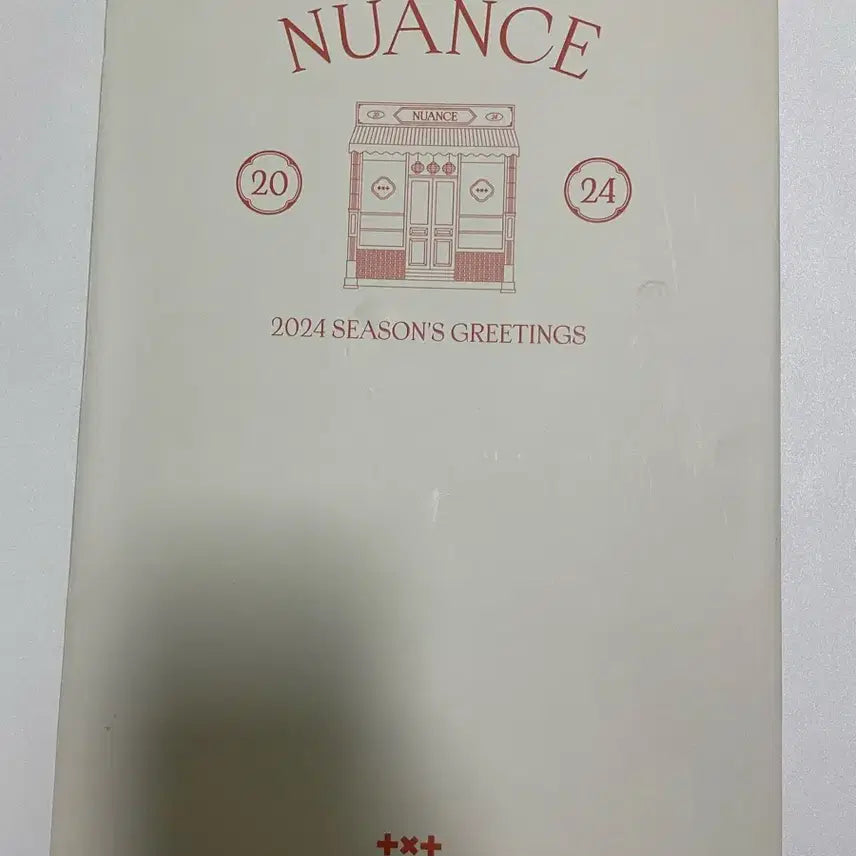 NUANCE
NUANCE
20
24
2024 SEASON'S GREETINGS
+×+